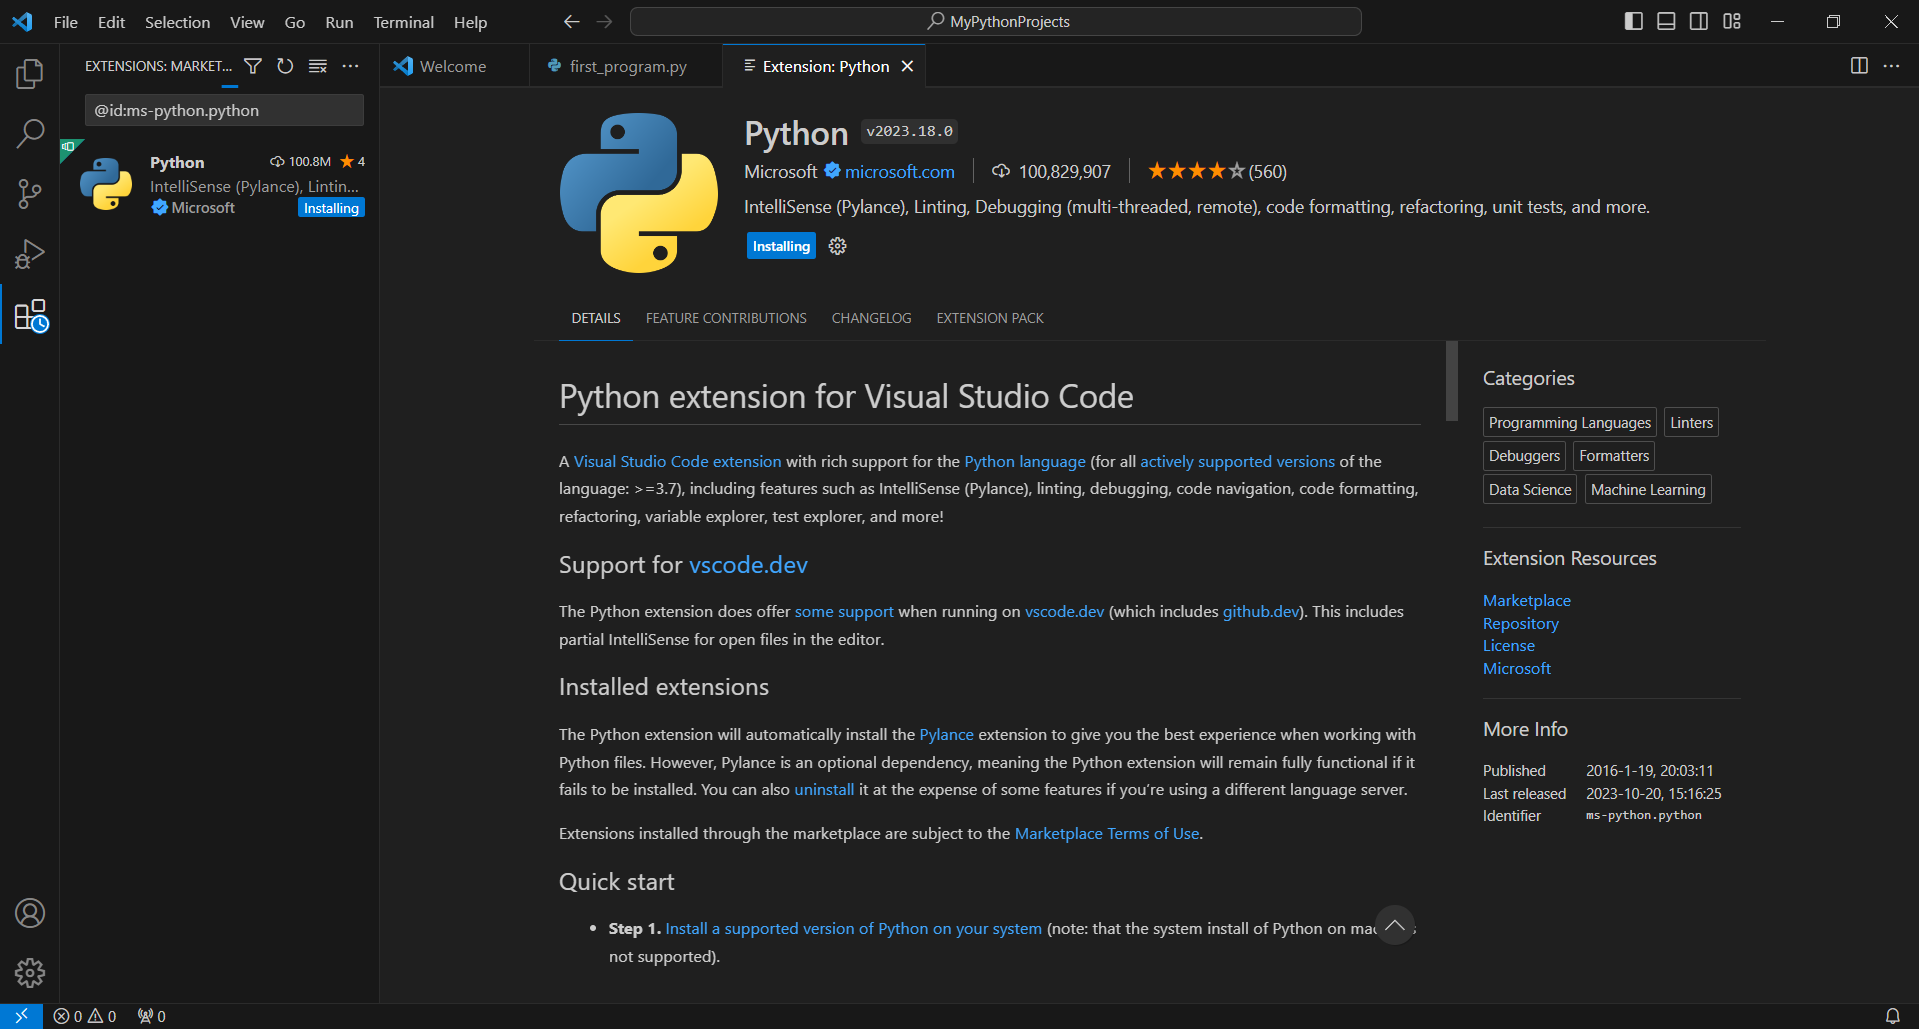 File Edit Selection View Go Run Terminal Help
MyPythonProjects
EXTENSIONS: MARKET...
@id:ms-python.python
Python 100.8M 4
IntelliSense (Pylance), Lintin...
Microsoft Installing
Welcome first_program.py Extension: Python
Python v2023.18.0
Microsoft microsoft.com 100,829,907 (560)
IntelliSense (Pylance), Linting, Debugging (multi-threaded, remote), code formatting, refactoring, unit tests, and more.
Installing
DETAILS FEATURE CONTRIBUTIONS CHANGELOG EXTENSION PACK
Python extension for Visual Studio Code
A Visual Studio Code extension with rich support for the Python language (for all actively supported versions of the
language: >=3.7), including features such as IntelliSense (Pylance), linting, debugging, code navigation, code formatting,
refactoring, variable explorer, test explorer, and more!
Support for vscode.dev
The Python extension does offer some support when running on vscode.dev (which includes github.dev). This includes
partial IntelliSense for open files in the editor.
Installed extensions
The Python extension will automatically install the Pylance extension to give you the best experience when working with
Python files. However, Pylance is an optional dependency, meaning the Python extension will remain fully functional if it
fails to be installed. You can also uninstall it at the expense of some features if you’re using a different language server.
Extensions installed through the marketplace are subject to the Marketplace Terms of Use.
Quick start
• Step 1. Install a supported version of Python on your system (note: that the system install of Python on
not supported).
Categories
Programming Languages Linters
Debuggers Formatters
Data Science Machine Learning
Extension Resources
Marketplace
Repository
License
Microsoft
More Info
Published 2016-1-19, 20:03:11
Last released 2023-10-20, 15:16:25
Identifier ms-python.python
0 0 0